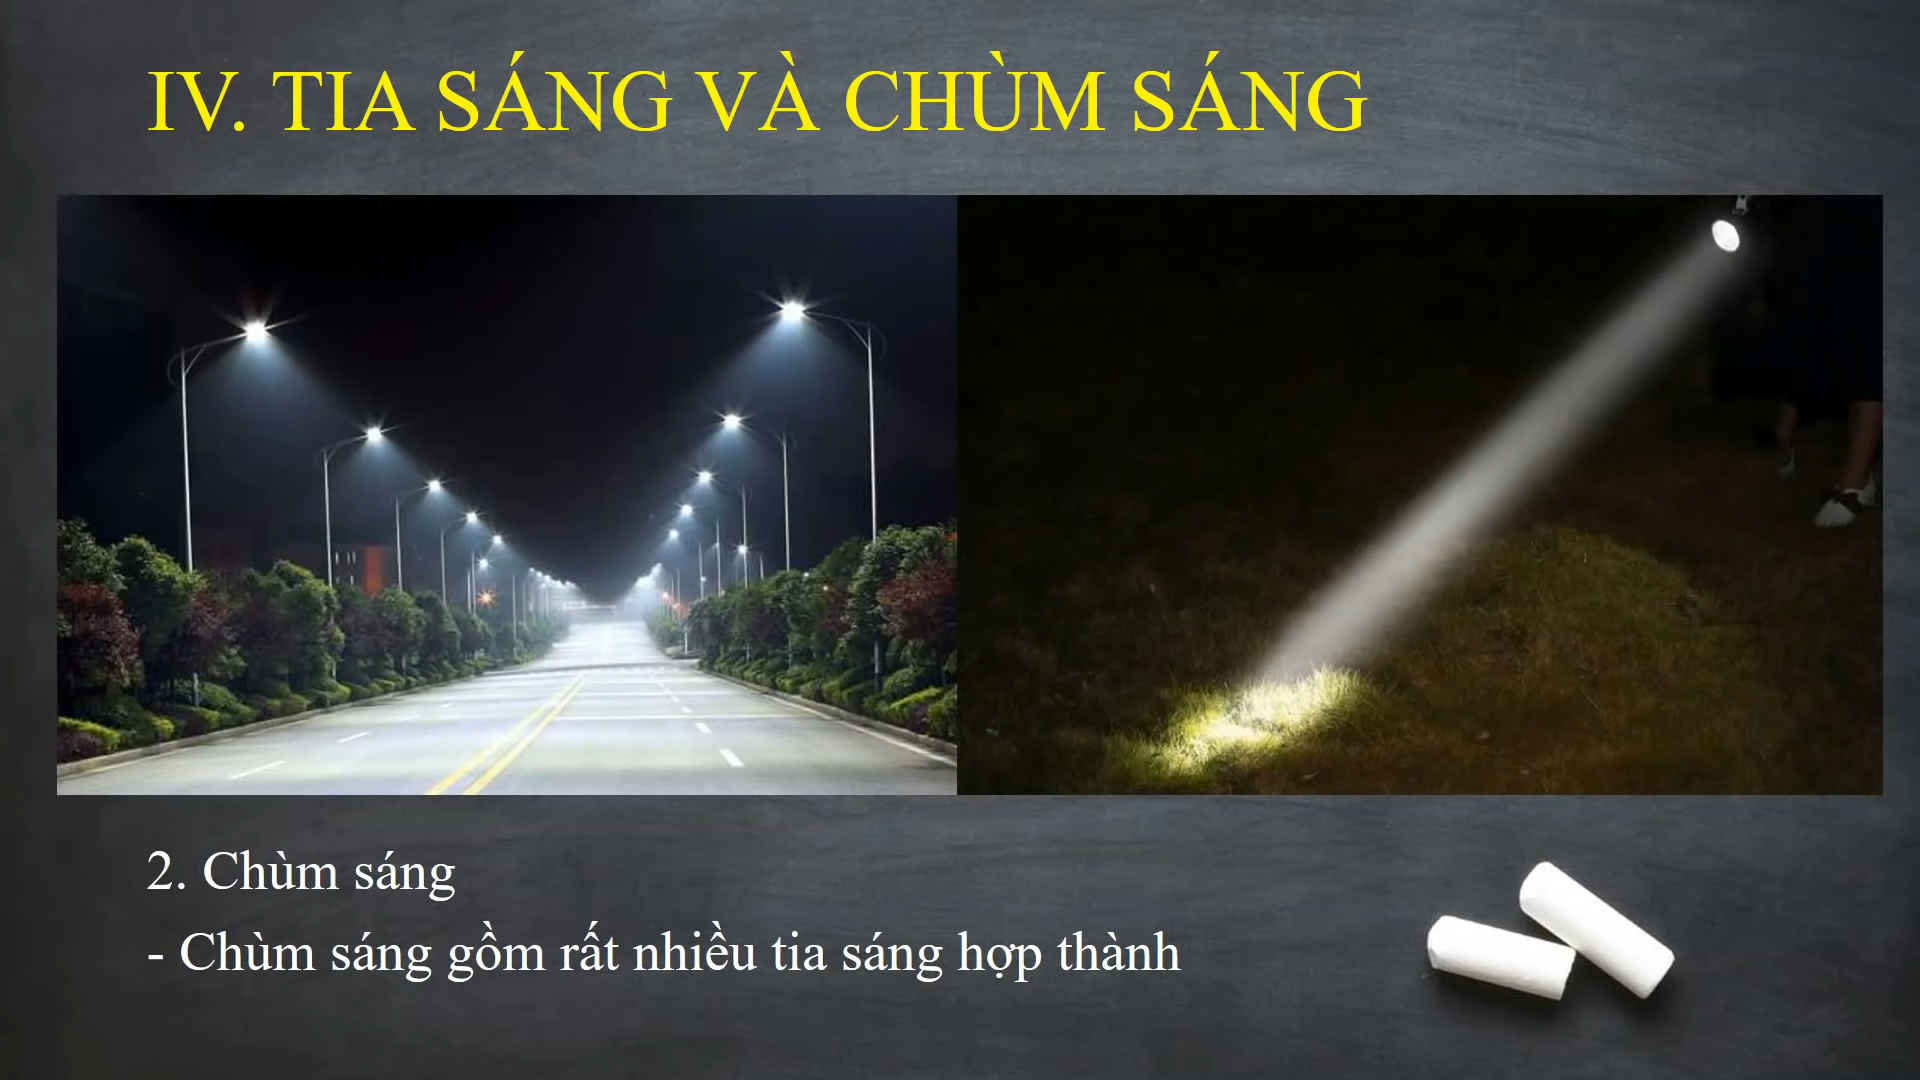 IV. TIA SÁNG VÀ CHÙM SÁNG
2. Chùm sáng
- Chùm sáng gồm rất nhiều tia sáng hợp thành